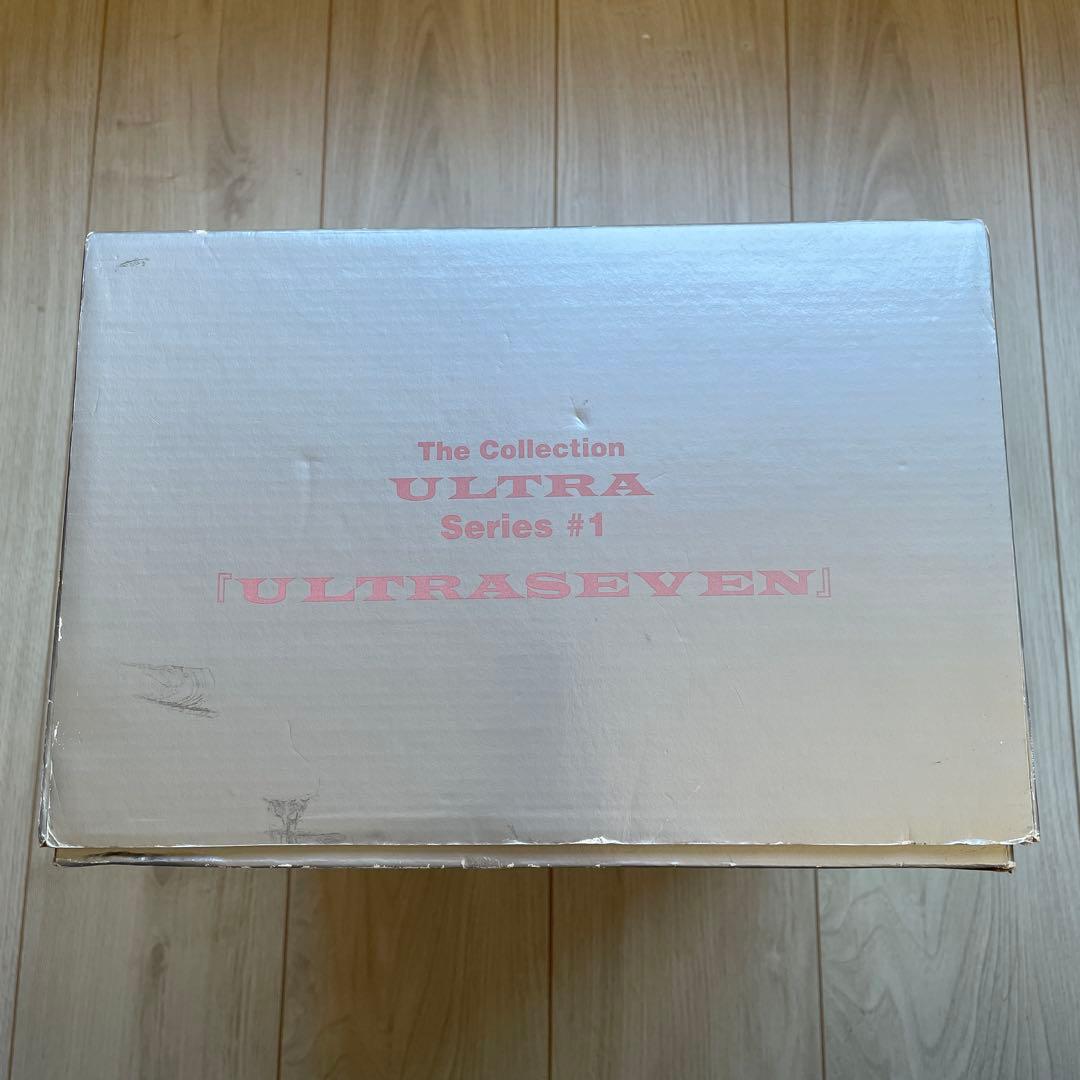 The Collection
ULTRA
Series #1
『ULTRASEVEN』